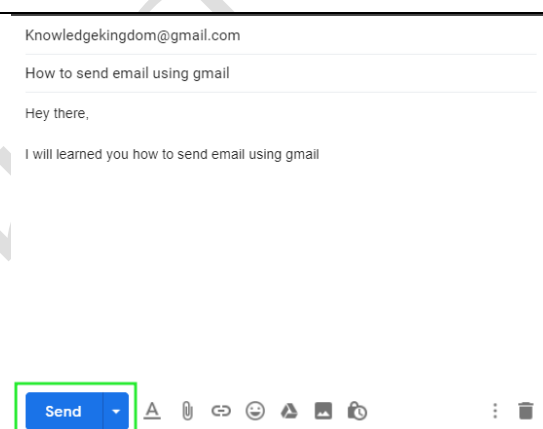 Knowledgekingdom@gmail.com
How to send email using gmail
Hey there,
I will learned you how to send email using gmail
Send